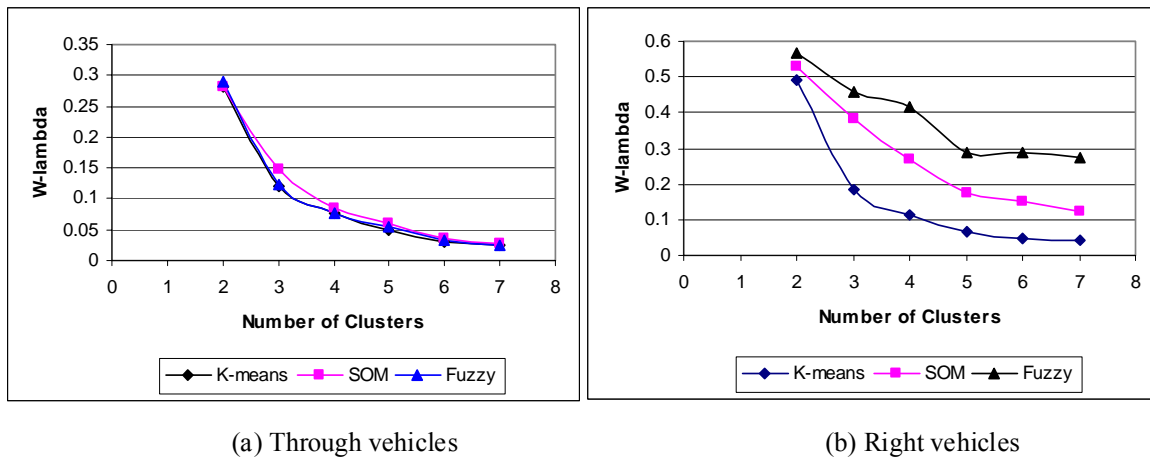 0.35
0.3
0.25
0.2
0.15
0.1
0.05
0
W-lambda
0 1 2 3 4 5 6 7 8
Number of Clusters
K-means SOM Fuzzy
(a) Through vehicles
0.6
0.5
0.4
0.3
0.2
0.1
0
W-lambda
0 1 2 3 4 5 6 7 8
Number of Clusters
K-means SOM Fuzzy
(b) Right vehicles